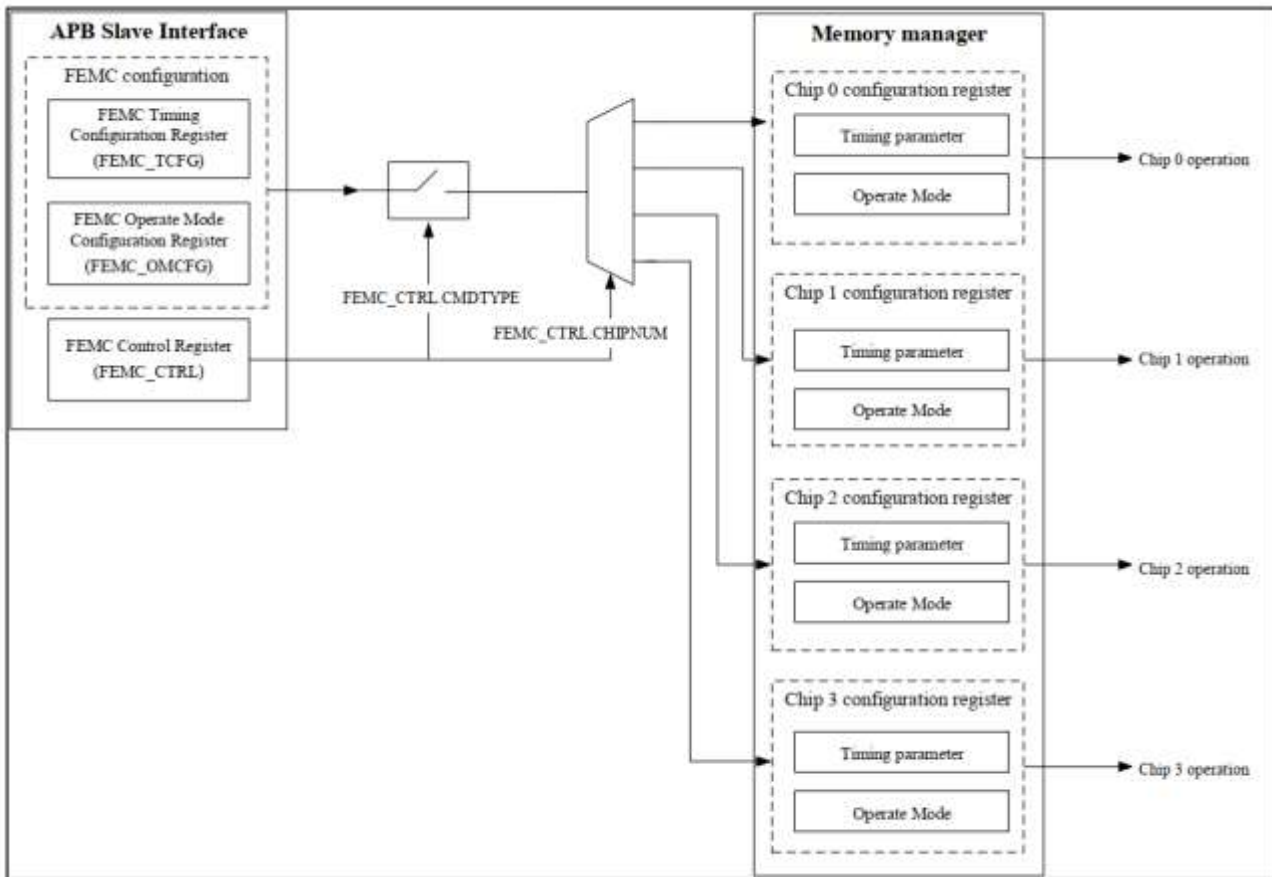 APB Slave Interface
FEMC configuration
FEMC Timing
Configuration Register
(FEMC_TCFG)
FEMC Operate Mode
Configuration Register
(FEMC_OMCFG)
FEMC Control Register
(FEMC_CTRL)
FEMC_CTRL.CMDTYPE
FEMC_CTRL.CHIPNUM
Memory manager
Chip 0 configuration register
Timing parameter
Operate Mode
Chip 0 operation
Chip 1 configuration register
Timing parameter
Operate Mode
Chip 1 operation
Chip 2 configuration register
Timing parameter
Operate Mode
Chip 2 operation
Chip 3 configuration register
Timing parameter
Operate Mode
Chip 3 operation